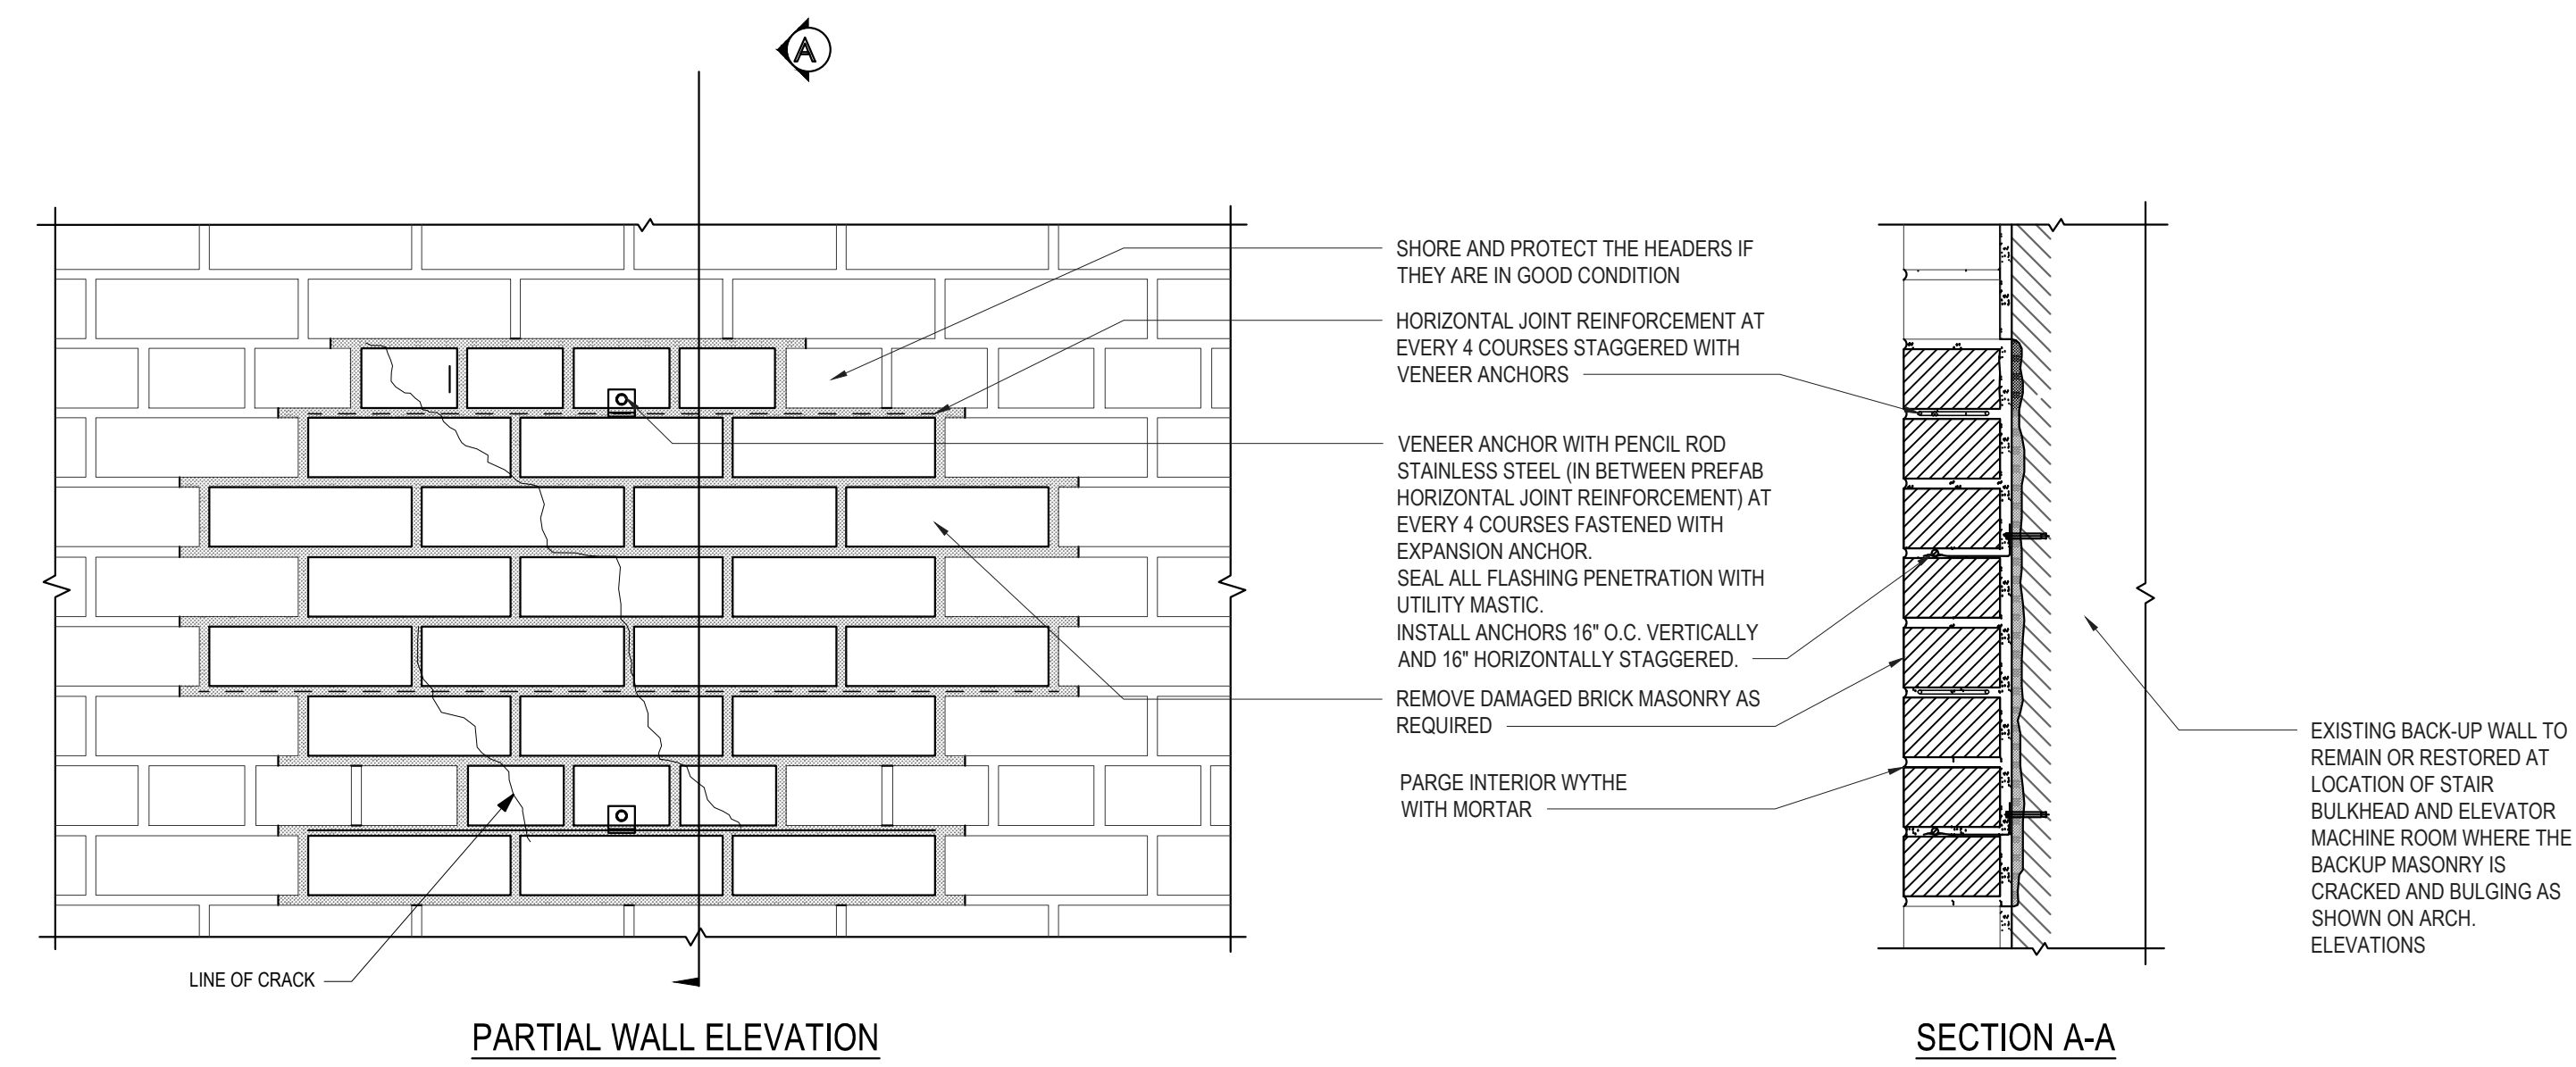 A
SHORE AND PROTECT THE HEADERS IF
THEY ARE IN GOOD CONDITION
HORIZONTAL JOINT REINFORCEMENT AT
EVERY 4 COURSES STAGGERED WITH
VENEER ANCHORS
VENEER ANCHOR WITH PENCIL ROD
STAINLESS STEEL (IN BETWEEN PREFAB
HORIZONTAL JOINT REINFORCEMENT) AT
EVERY 4 COURSES FASTENED WITH
EXPANSION ANCHOR.
SEAL ALL FLASHING PENETRATION WITH
UTILITY MASTIC.
INSTALL ANCHORS 16" O.C. VERTICALLY
AND 16" HORIZONTALLY STAGGERED.
REMOVE DAMAGED BRICK MASONRY AS
REQUIRED
PARGE INTERIOR WYTHE
WITH MORTAR
EXISTING BACK-UP WALL TO
REMAIN OR RESTORED AT
LOCATION OF STAIR
BULKHEAD AND ELEVATOR
MACHINE ROOM WHERE THE
BACKUP MASONRY IS
CRACKED AND BULGING AS
SHOWN ON ARCH.
ELEVATIONS
LINE OF CRACK
PARTIAL WALL ELEVATION
SECTION A-A